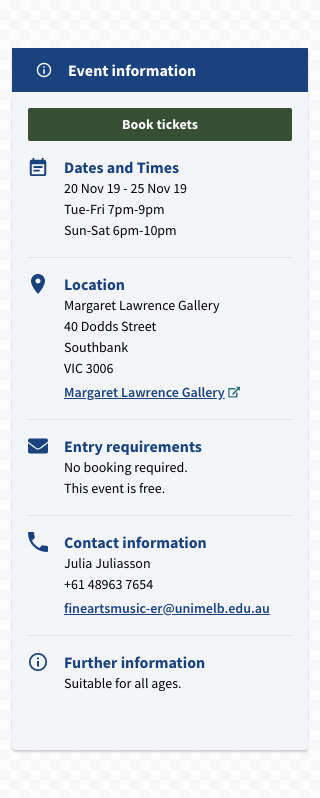 Event information
Book tickets
Dates and Times
20 Nov 19 - 25 Nov 19
Tue-Fri 7pm-9pm
Sun-Sat 6pm-10pm
Location
Margaret Lawrence Gallery
40 Dodds Street
Southbank
VIC 3006
Margaret Lawrence Gallery
Entry requirements
No booking required.
This event is free.
Contact information
Julia Juliasson
+61 48963 7654
fineartsmusic-er@unimelb.edu.au
Further information
Suitable for all ages.